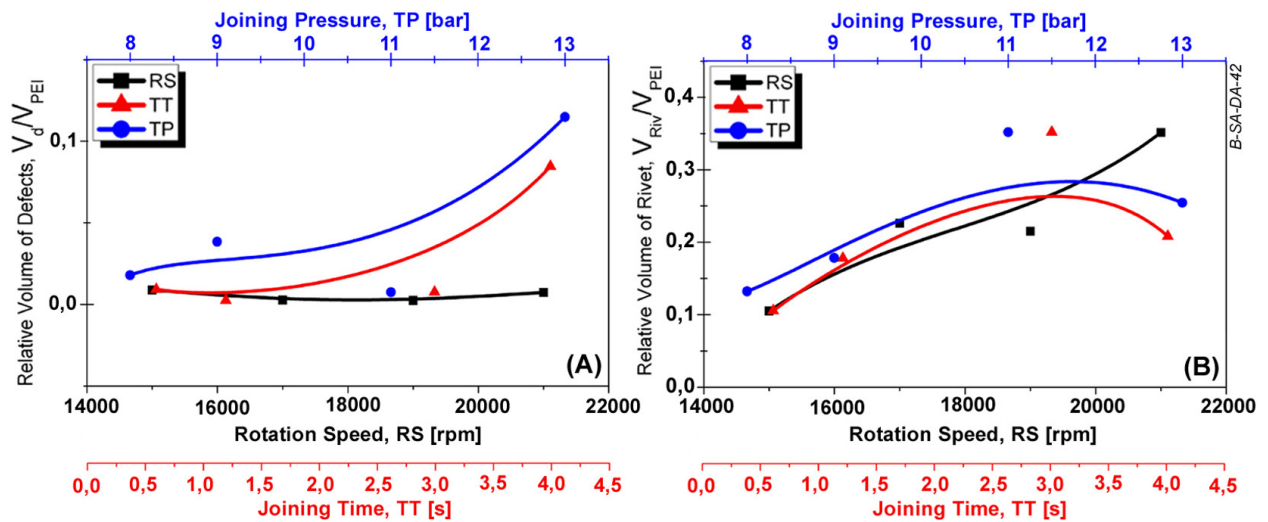 Joining Pressure, TP [bar]
8 9 10 11 12 13
RS
TT
TP
0,1
0,0
Relative Volume of Defects, Vd/VPEI
(A)
14000 16000 18000 20000 22000
Rotation Speed, RS [rpm]
0,0 0,5 1,0 1,5 2,0 2,5 3,0 3,5 4,0 4,5
Joining Time, TT [s]
Joining Pressure, TP [bar]
8 9 10 11 12 13
RS
TT
TP
0,4
0,3
0,2
0,1
0,0
Relative Volume of Rivet, VRiv/VPEI
(B)
B-SA-DA-42
14000 16000 18000 20000 22000
Rotation Speed, RS [rpm]
0,0 0,5 1,0 1,5 2,0 2,5 3,0 3,5 4,0 4,5
Joining Time, TT [s]